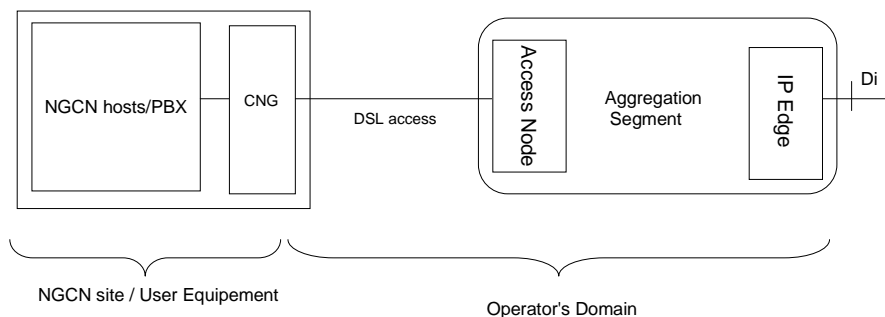 NGCN hosts/PBX
CNG
DSL access
Access Node
Aggregation
Segment
IP Edge
Di
NGCN site / User Equipement
Operator's Domain